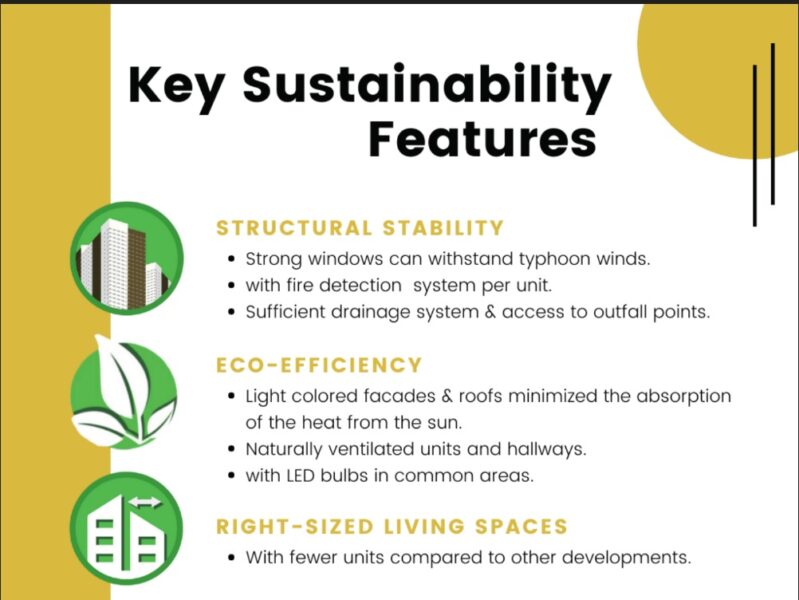 Key Sustainability
Features
STRUCTURAL STABILITY
• Strong windows can withstand typhoon winds.
• with fire detection  system per unit.
• Sufficient drainage system & access to outfall points.
ECO-EFFICIENCY
• Light colored facades & roofs minimized the absorption
of the heat from the sun.
• Naturally ventilated units and hallways.
• with LED bulbs in common areas.
RIGHT-SIZED LIVING SPACES
• With fewer units compared to other developments.